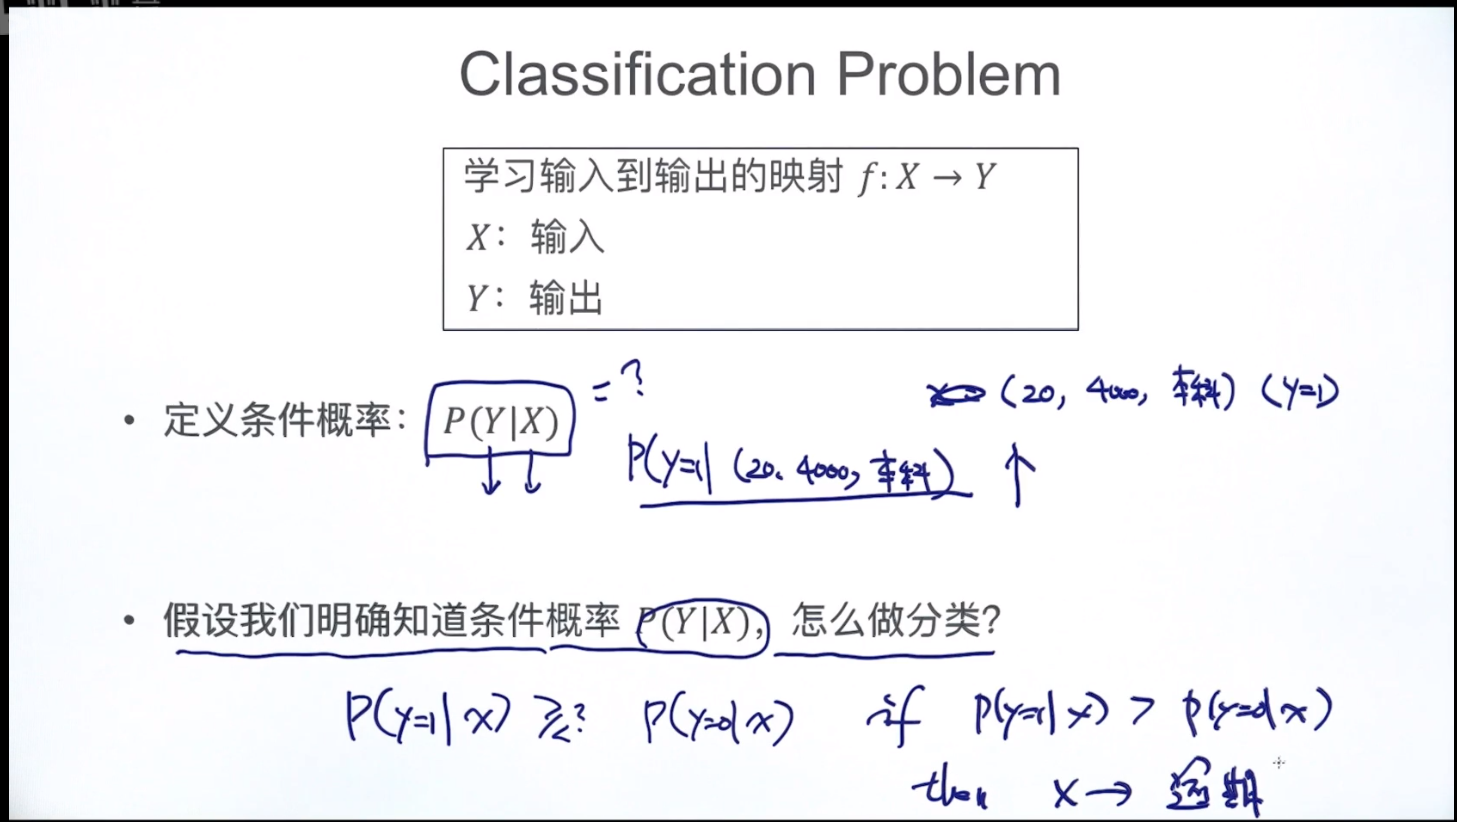 Classification Problem
学习输入到输出的映射 f: X → Y
X：输入
Y：输出
= ?
(20, 4000, 本科) (y=1)
• 定义条件概率：P(Y|X)
P(y=1| (20, 4000, 本科) ↑
• 假设我们明确知道条件概率 P(Y|X)，怎么做分类?
P(y=1|x) ≥≤? P(y=0|x) if P(y=1|x) > P(y=0|x)
then x → 逾期